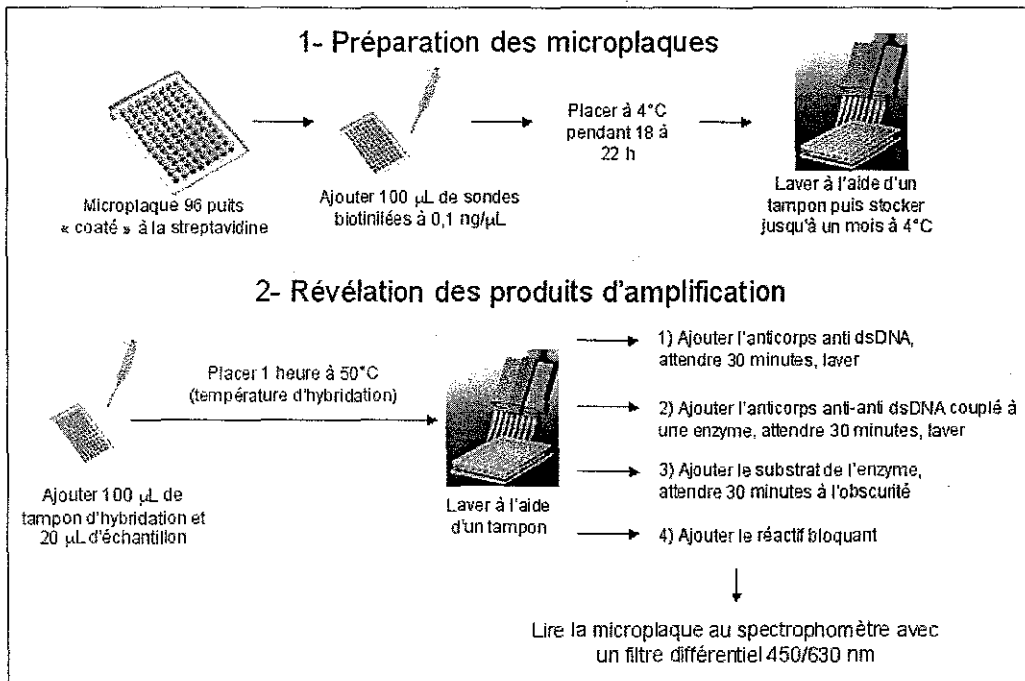 1- Préparation des microplaques
Microplaque 96 puits
« coaté » à la streptavidine
Ajouter 100 µL de sondes
biotinilées à 0,1 ng/µL
Placer à 4°C
pendant 18 à
22 h
Laver à l'aide d'un
tampon puis stocker
jusqu'à un mois à 4°C
2- Révélation des produits d'amplification
Ajouter 100 µL de
tampon d'hybridation et
20 µL d'échantillon
Placer 1 heure à 50°C
(température d'hybridation)
Laver à l'aide
d'un tampon
1) Ajouter l'anticorps anti dsDNA,
attendre 30 minutes, laver
2) Ajouter l'anticorps anti-anti dsDNA couplé à
une enzyme, attendre 30 minutes, laver
3) Ajouter le substrat de l'enzyme,
attendre 30 minutes à l'obscurité
4) Ajouter le réactif bloquant
Lire la microplaque au spectrophomètre avec
un filtre différentiel 450/630 nm